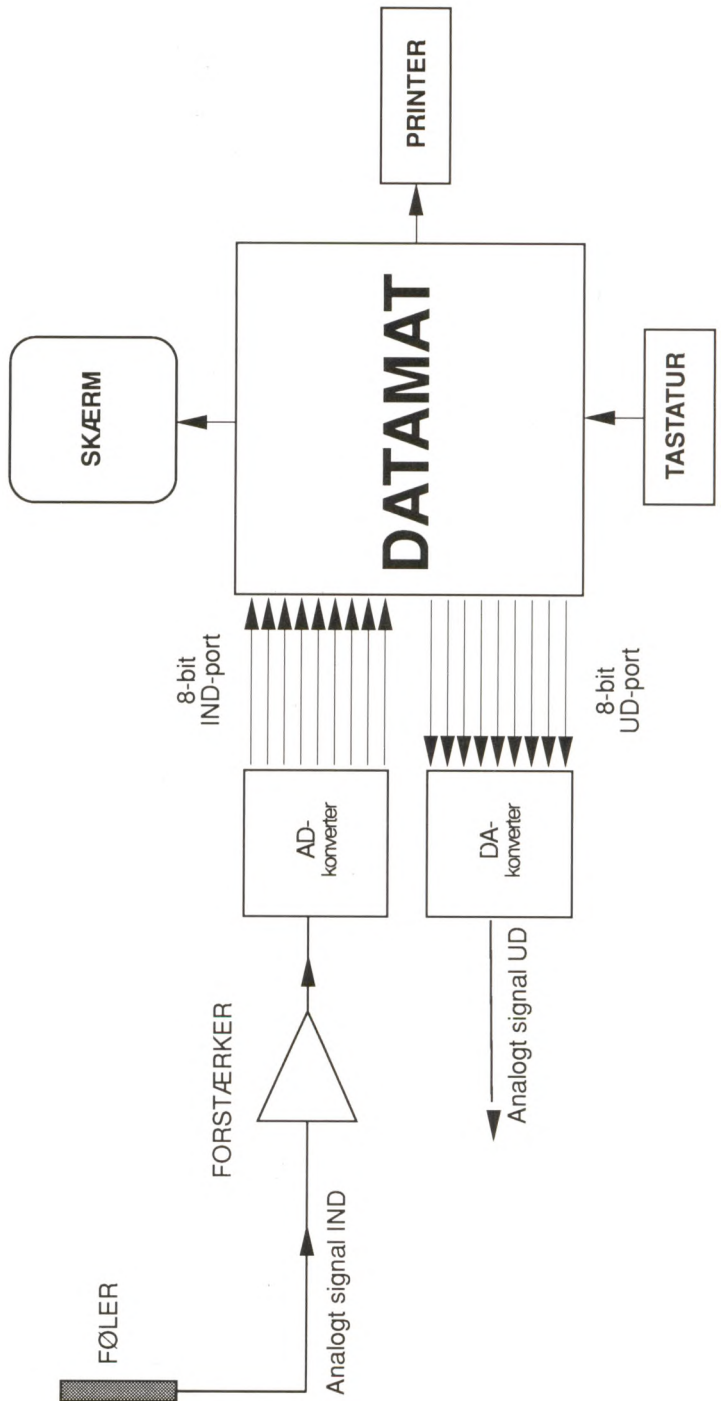 FØLER
Analogt signal IND
FORSTÆRKER
AD-
konverter
8-bit
IND-port
SKÆRM
DATAMAT
PRINTER
TASTATUR
8-bit
UD-port
DA-
konverter
Analogt signal UD